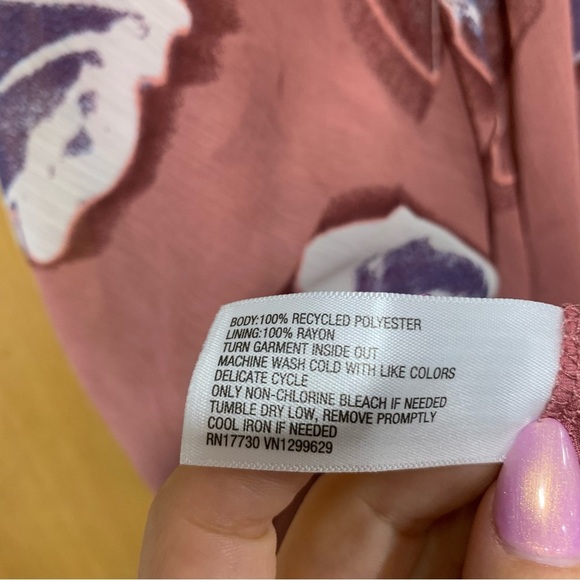 BODY:100% RECYCLED POLYESTER
LINING:100% RAYON
TURN GARMENT INSIDE OUT
MACHINE WASH COLD WITH LIKE COLORS
DELICATE CYCLE
ONLY NON-CHLORINE BLEACH IF NEEDED
TUMBLE DRY LOW, REMOVE PROMPTLY
COOL IRON IF NEEDED
RN17730 VN1299629